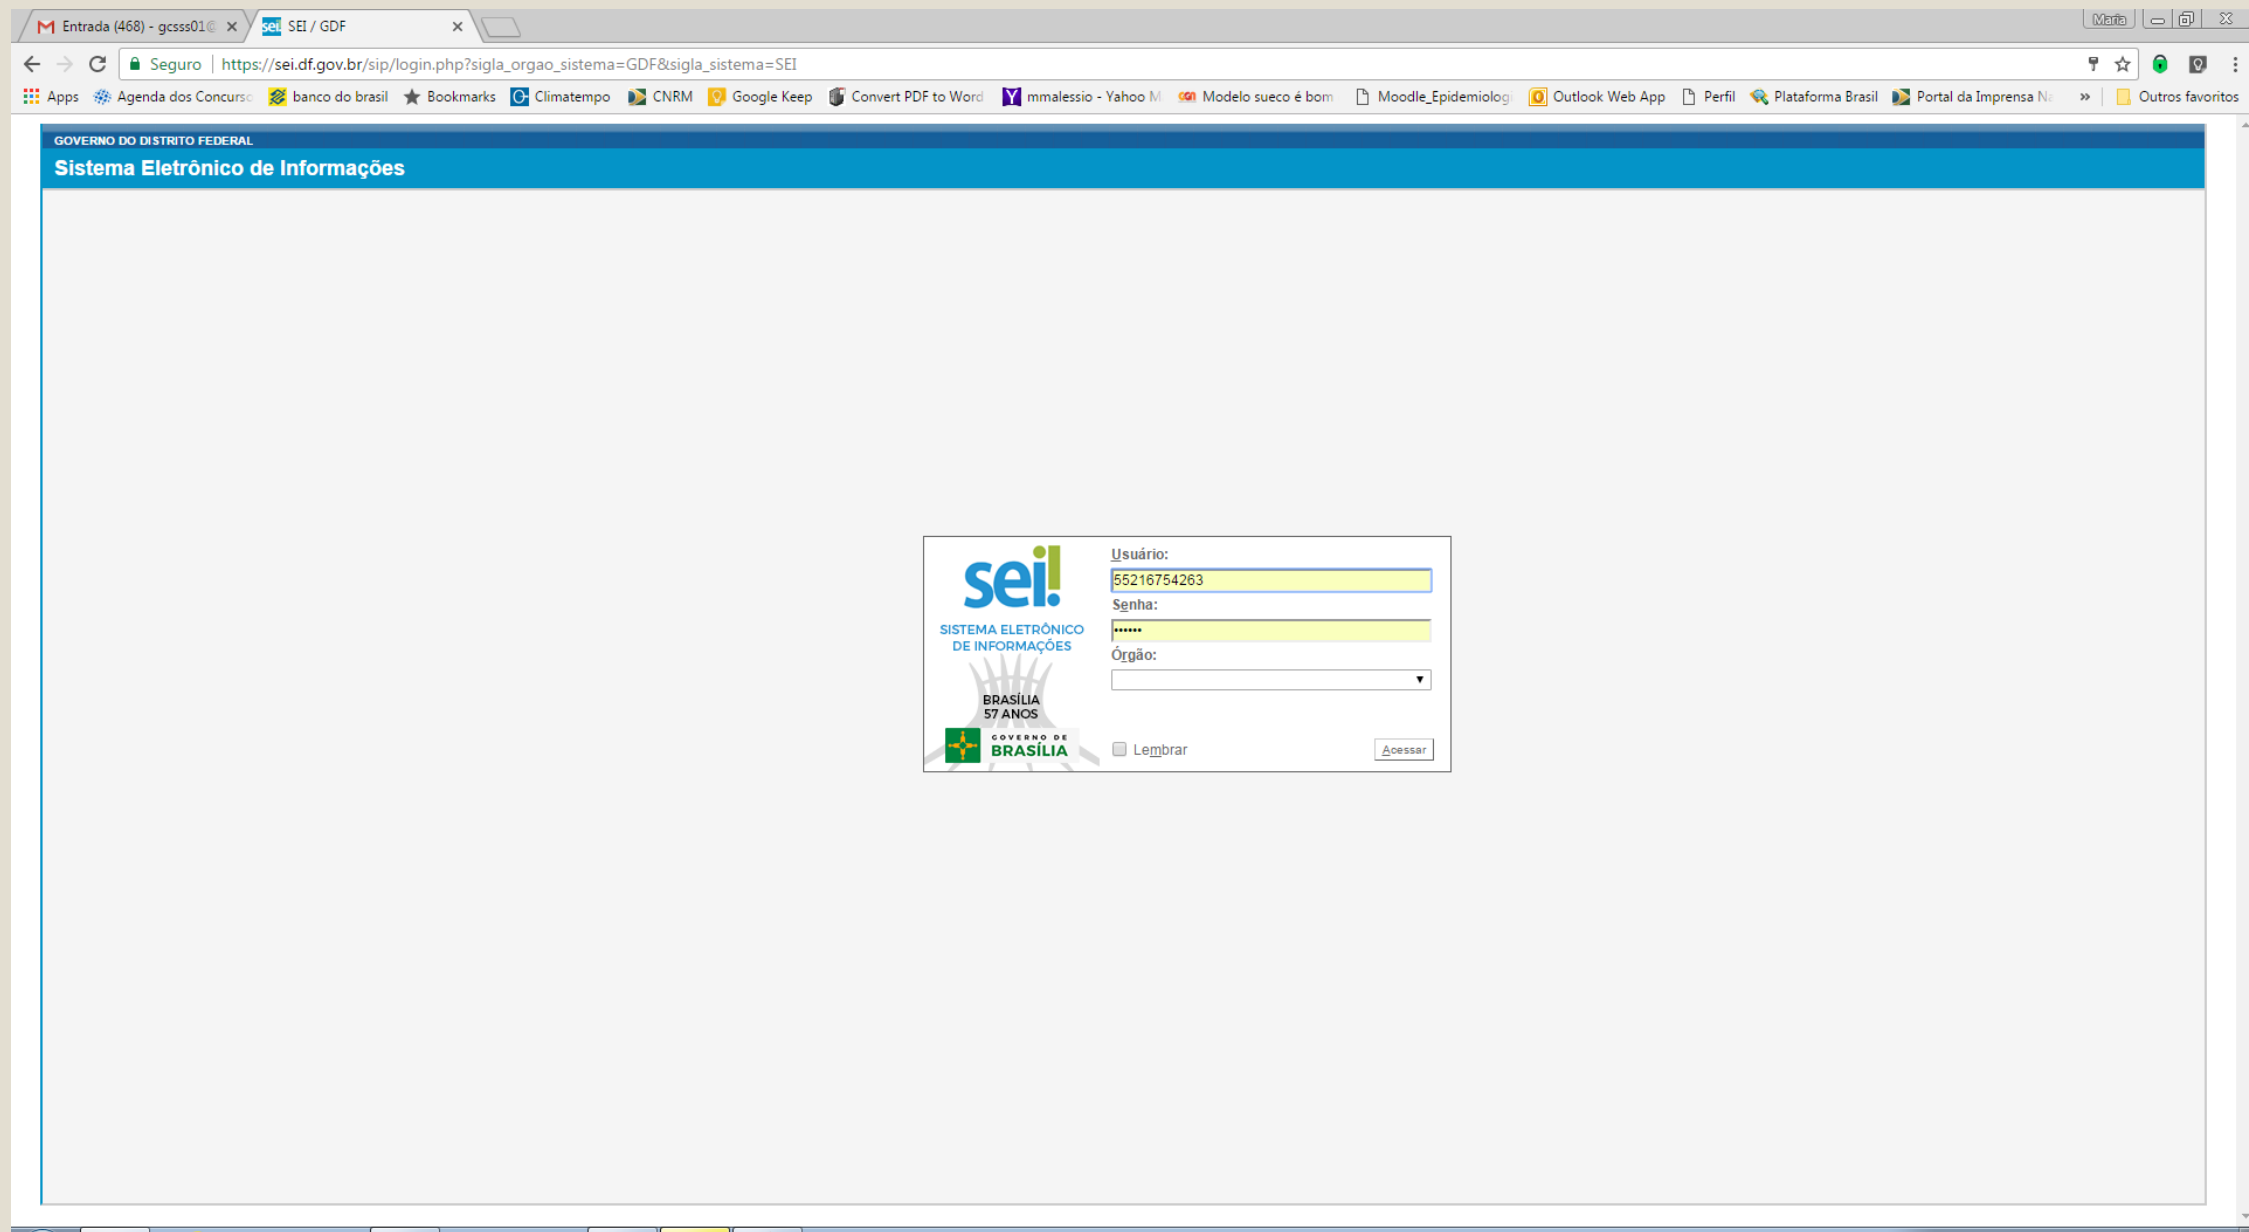 Entrada (468) - gcsss01@
SEI / GDF
Maria
Seguro
https://sei.df.gov.br/sip/login.php?sigla_orgao_sistema=GDF&sigla_sistema=SEI
Apps
Agenda dos Concurso
banco do brasil
Bookmarks
Climatempo
CNRM
Google Keep
Convert PDF to Word
mmalessio - Yahoo M
Modelo sueco é bom
Moodle_Epidemiologi
Outlook Web App
Perfil
Plataforma Brasil
Portal da Imprensa Na
»
Outros favoritos
GOVERNO DO DISTRITO FEDERAL
Sistema Eletrônico de Informações
sei!
SISTEMA ELETRÔNICO
DE INFORMAÇÕES
BRASÍLIA
57 ANOS
GOVERNO DE
BRASÍLIA
Usuário:
55216754263
Senha:
••••••
Órgão:
Lembrar
Acessar